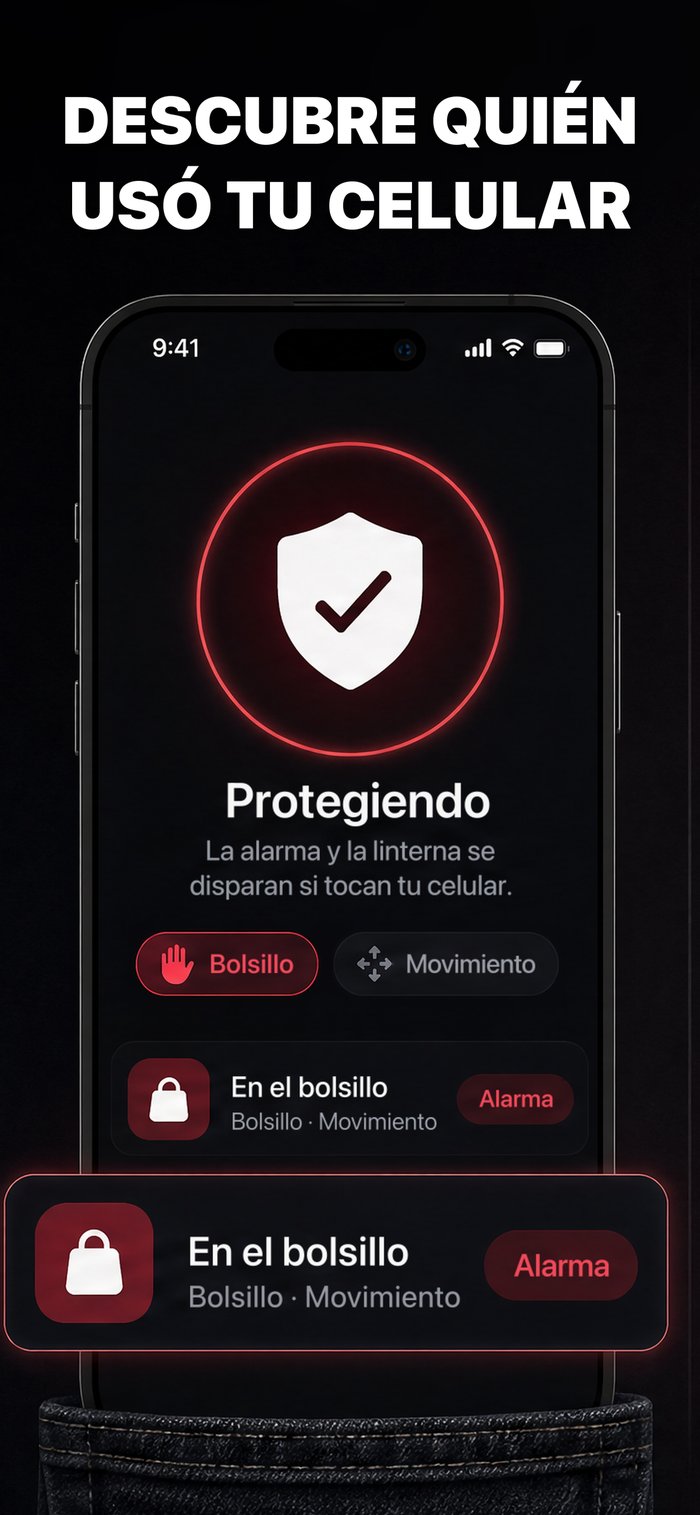 DESCUBRE QUIÉN
USÓ TU CELULAR
9:41
Protegiendo
La alarma y la linterna se
disparan si tocan tu celular.
Bolsillo
Movimiento
En el bolsillo
Bolsillo · Movimiento
Alarma
En el bolsillo
Bolsillo · Movimiento
Alarma